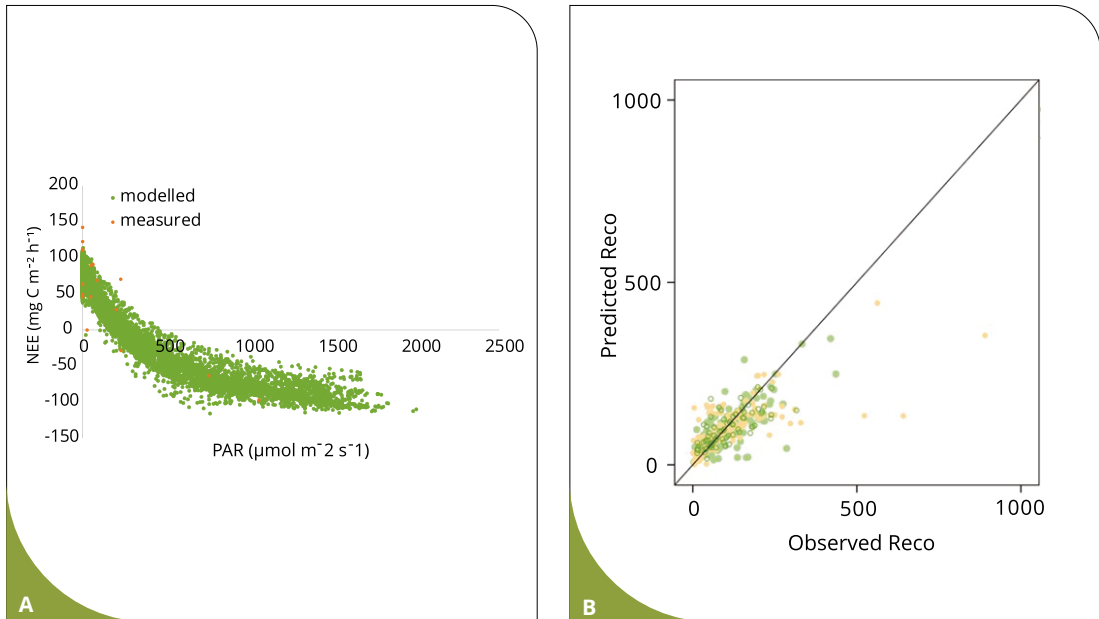 200
150
100
50
0
-50
-100
-150
NEE (mg C m⁻² h⁻¹)
modelled
measured
0 500 1000 1500 2000 2500
PAR (µmol m⁻2 s⁻1)
A
1000
500
0
Predicted Reco
0 500 1000
Observed Reco
B